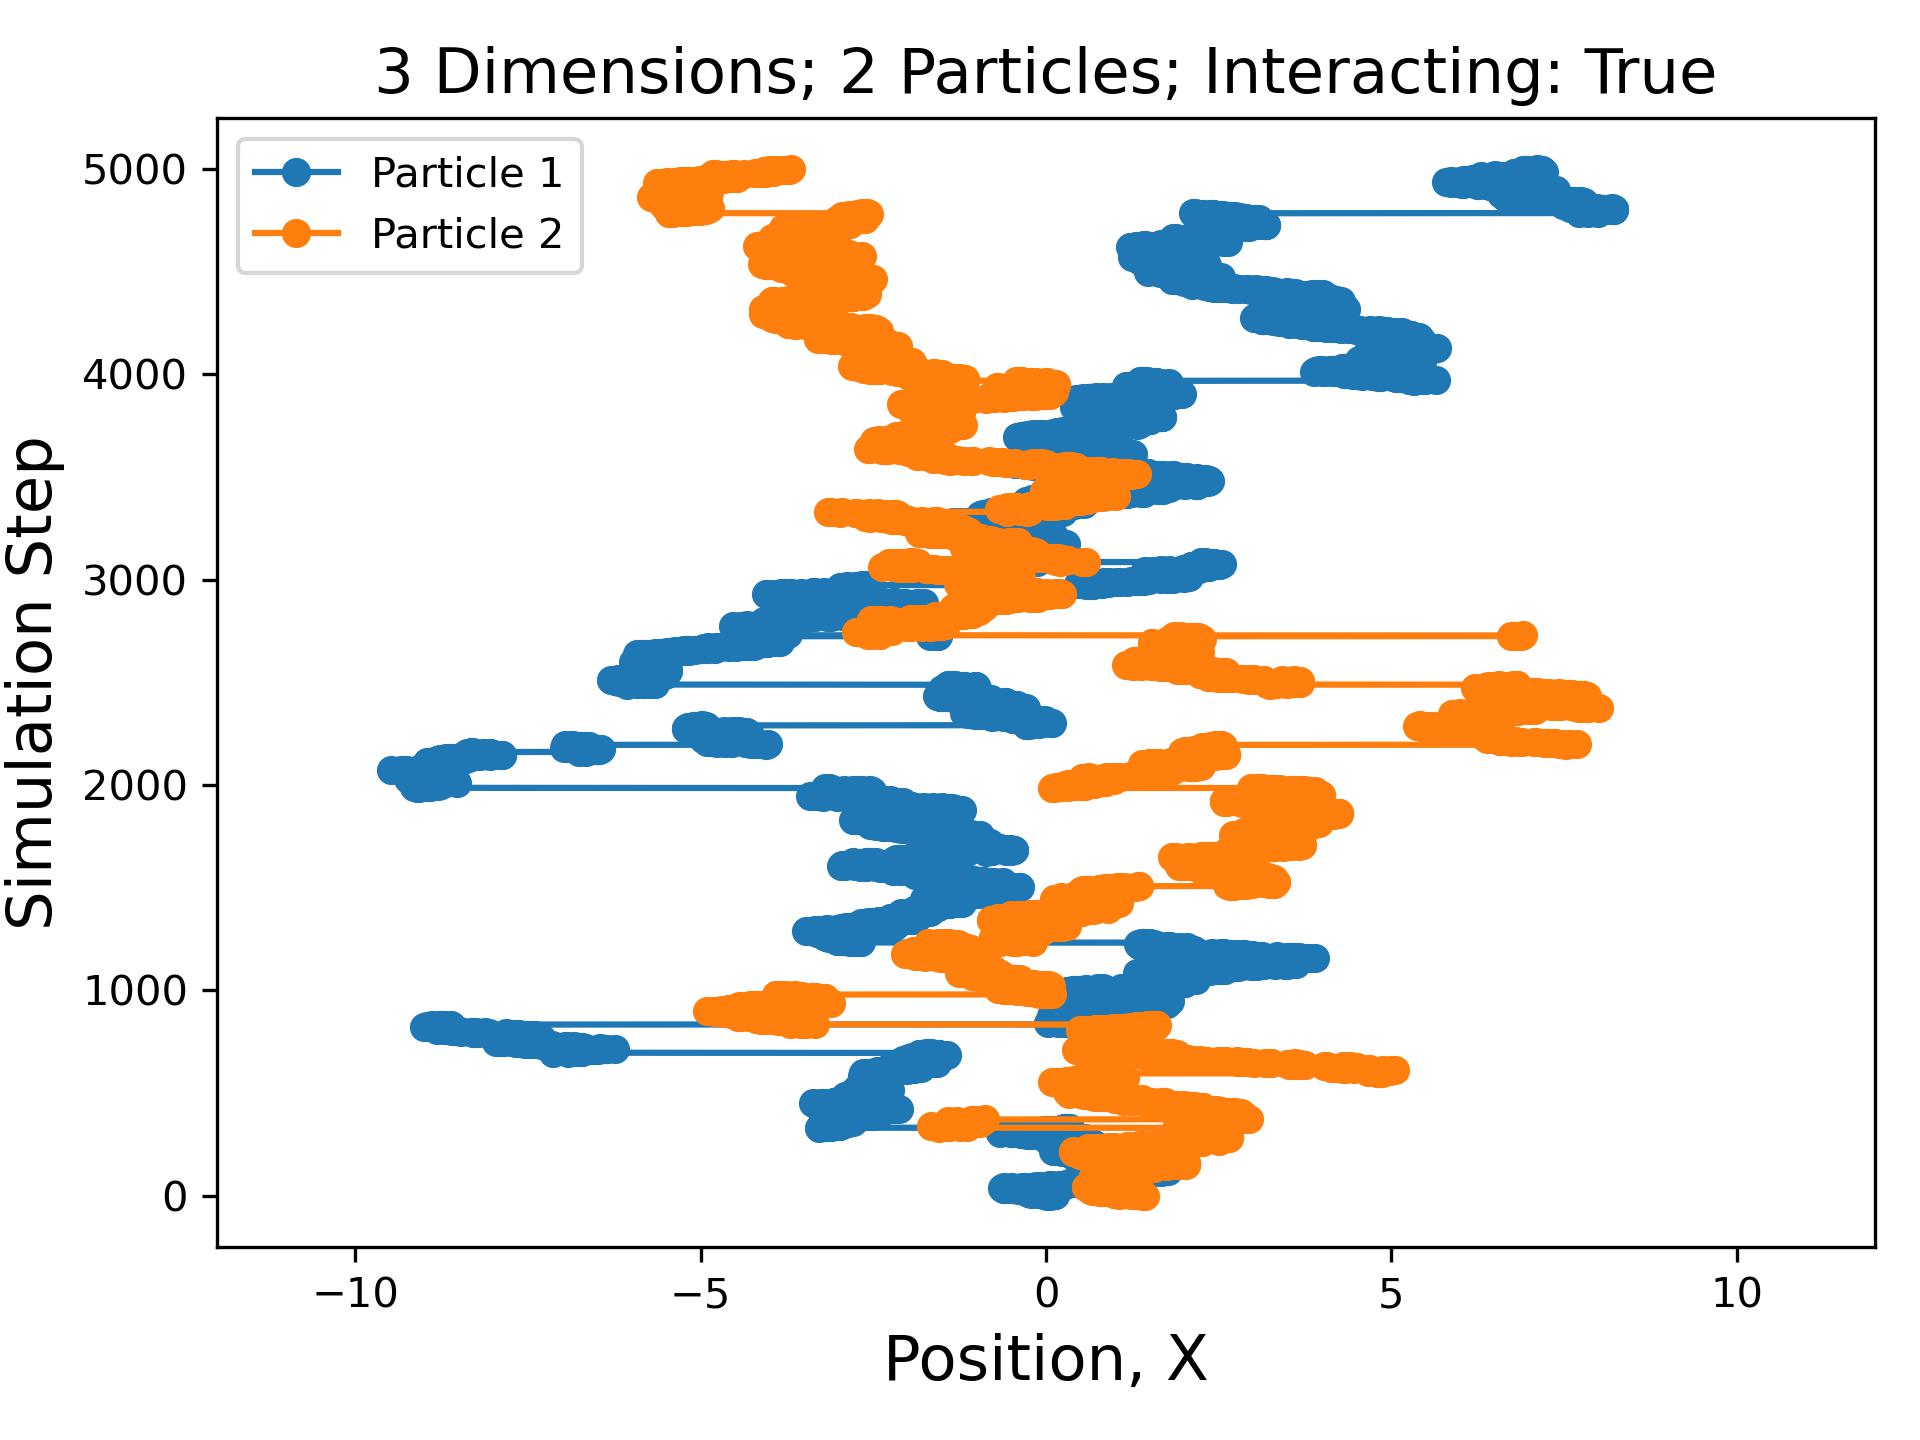 3 Dimensions; 2 Particles; Interacting: True
Particle 1
Particle 2
Simulation Step
5000
4000
3000
2000
1000
0
−10
−5
0
5
10
Position, X